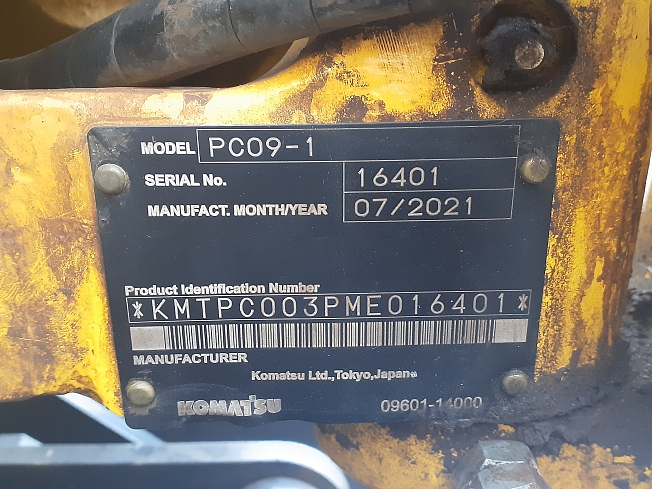 MODEL PC09-1
SERIAL No. 16401
MANUFACT. MONTH/YEAR 07/2021
Product Identification Number
*KMTPC003PME016401*
MANUFACTURER
Komatsu Ltd.,Tokyo,Japan
KOMATSU 09601-14000